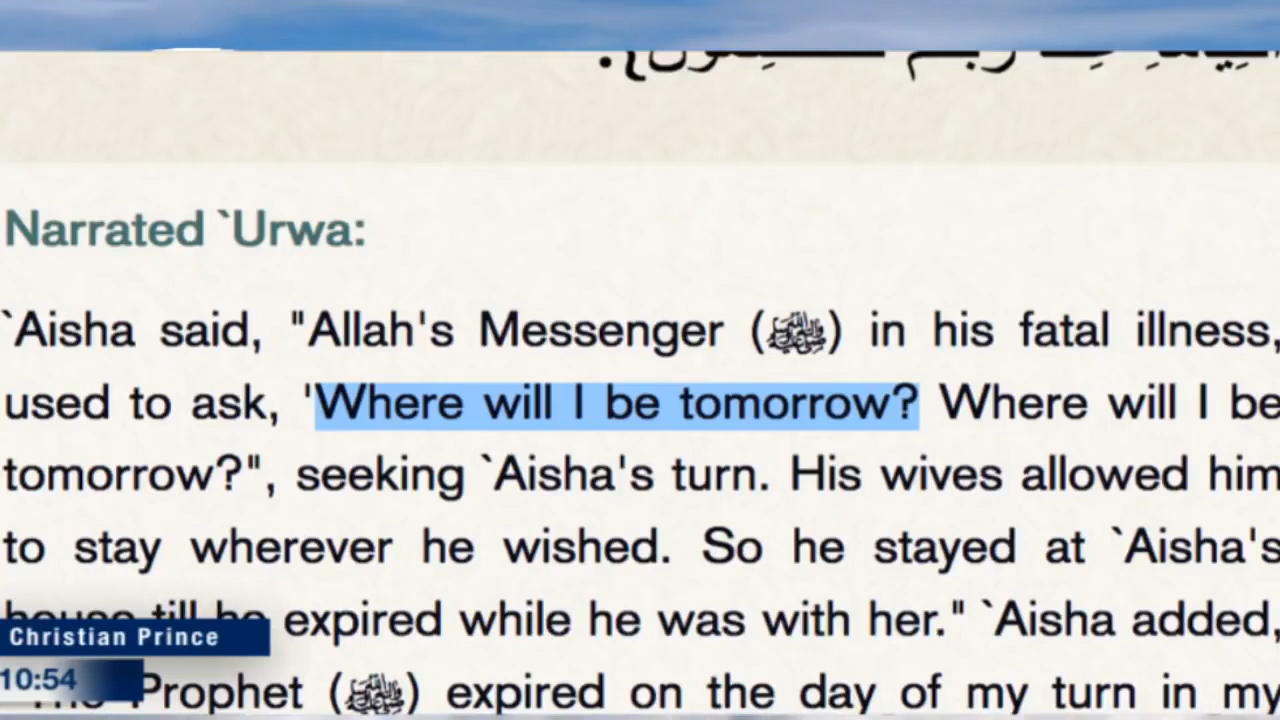 Narrated `Urwa:
`Aisha said, "Allah's Messenger (ﷺ) in his fatal illness,
used to ask, 'Where will I be tomorrow? Where will I be
tomorrow?", seeking `Aisha's turn. His wives allowed him
to stay wherever he wished. So he stayed at `Aisha's
house till he expired while he was with her." `Aisha added,
Christian Prince
10:54
Prophet (ﷺ) expired on the day of my turn in my